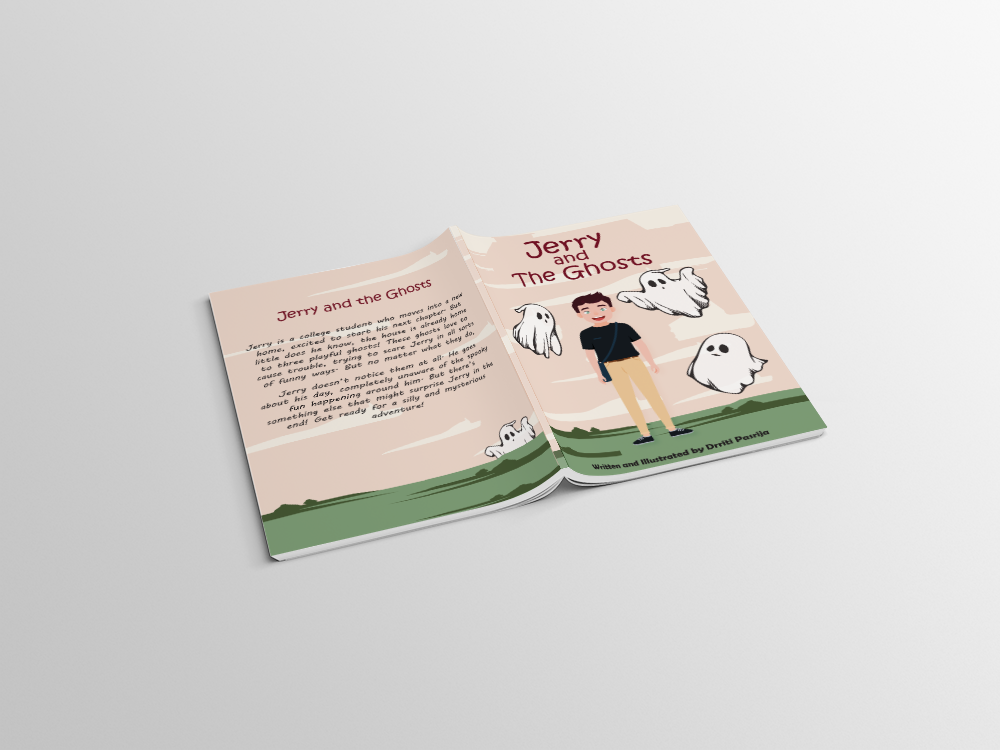 Jerry and the Ghosts
Jerry is a college student who moves into a new
home, excited to start his next chapter. But
little does he know, the house is already home
to three playful ghosts! These ghosts love to
cause trouble, trying to scare Jerry in all sorts
of funny ways. But no matter what they do,
Jerry doesn't notice them at all. He goes
about his day, completely unaware of the spooky
fun happening around him. But there's
something else that might surprise Jerry in the
end! Get ready for a silly and mysterious
adventure!
Jerry
and
The Ghosts
Written and Illustrated by Drriti Pasrija